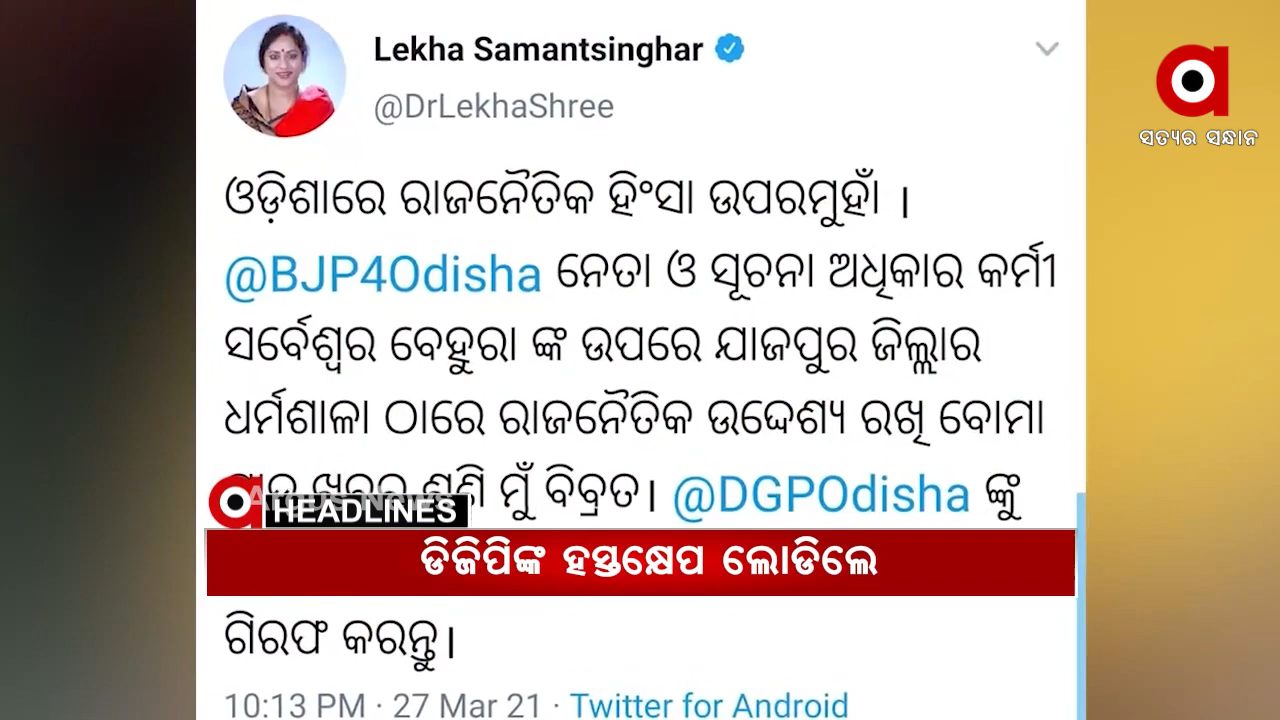 Lekha Samantsinghar
@DrLekhaShree
ସତ୍ୟର ସନ୍ଧାନ
ଓଡ଼ିଶାରେ ରାଜନୈତିକ ହିଂସା ଉପରମୁହାଁ ।
@BJP4Odisha ନେତା ଓ ସୂଚନା ଅଧିକାର କର୍ମୀ
ସର୍ବେଶ୍ୱର ବେହୁରା ଙ୍କ ଉପରେ ଯାଜପୁର ଜିଲ୍ଲାର
ଧର୍ମଶାଳା ଠାରେ ରାଜନୈତିକ ଉଦ୍ଦେଶ୍ୟ ରଖି ବୋମା
ମୁଁ ବିବ୍ରତ। @DGPOdisha ଙ୍କୁ
Argus News
HEADLINES
ଡିଜିପିଙ୍କ ହସ୍ତକ୍ଷେପ ଲୋଡିଲେ
ଗିରଫ କରନ୍ତୁ।
10:13 PM · 27 Mar 21 · Twitter for Android